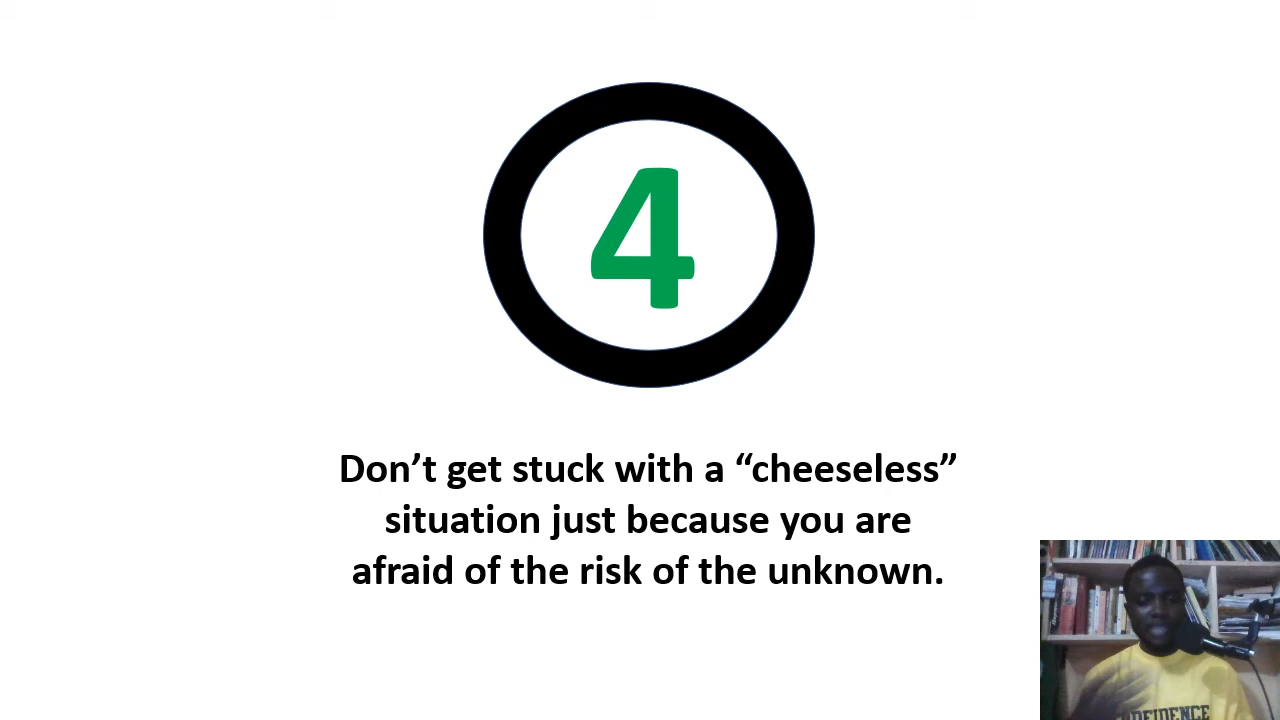 4
Don’t get stuck with a “cheeseless”
situation just because you are
afraid of the risk of the unknown.